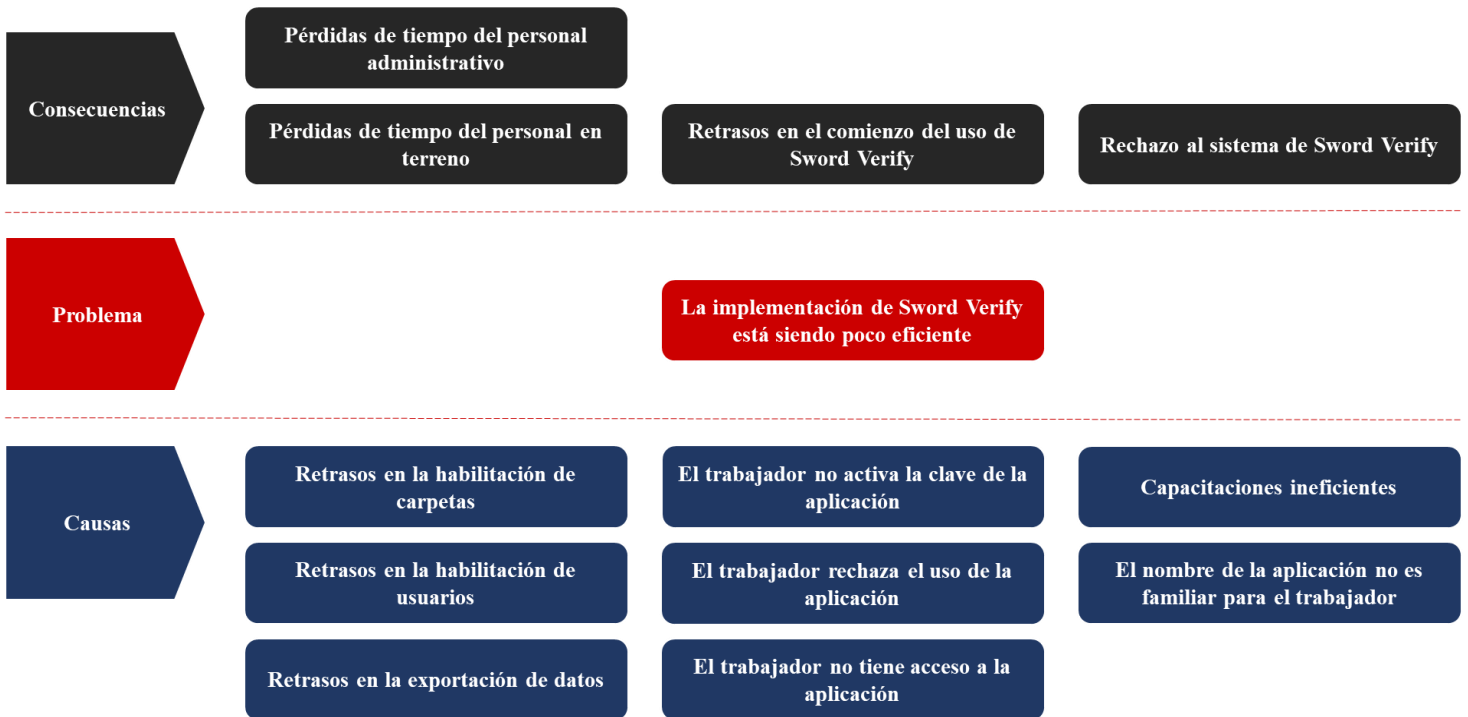 Consecuencias
Pérdidas de tiempo del personal
administrativo
Pérdidas de tiempo del personal en
terreno
Retrasos en el comienzo del uso de
Sword Verify
Rechazo al sistema de Sword Verify
Problema
La implementación de Sword Verify
está siendo poco eficiente
Causas
Retrasos en la habilitación de
carpetas
El trabajador no activa la clave de la
aplicación
Capacitaciones ineficientes
Retrasos en la habilitación de
usuarios
El trabajador rechaza el uso de la
aplicación
El nombre de la aplicación no es
familiar para el trabajador
Retrasos en la exportación de datos
El trabajador no tiene acceso a la
aplicación